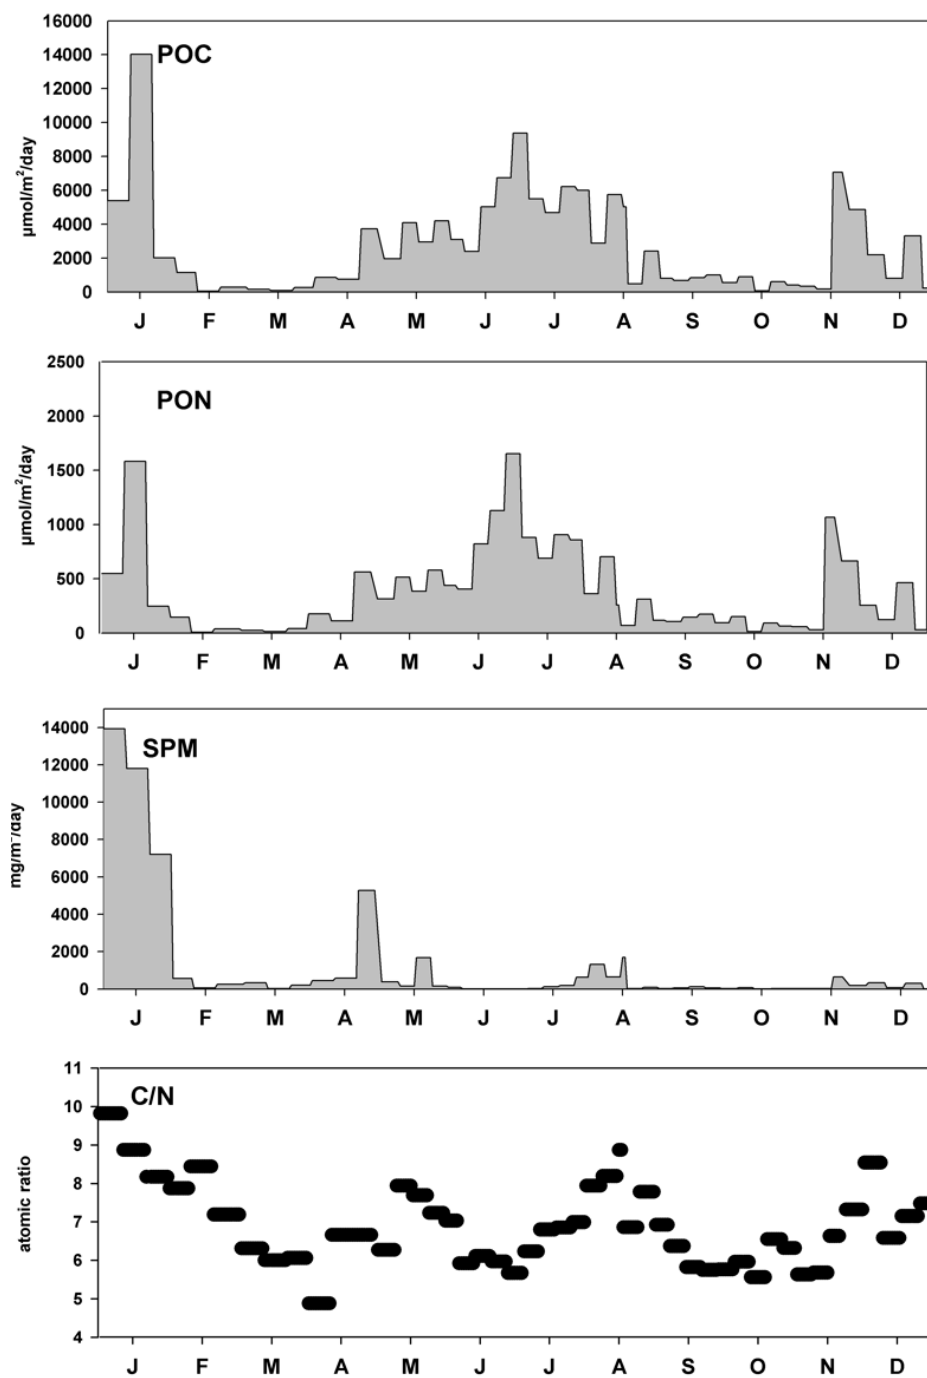 POC
µmol/m²/day
16000
14000
12000
10000
8000
6000
4000
2000
0
J F M A M J J A S O N D
PON
µmol/m²/day
2500
2000
1500
1000
500
0
J F M A M J J A S O N D
SPM
14000
12000
10000
8000
6000
4000
2000
0
J F M A M J J A S O N D
C/N
atomic ratio
11
10
9
8
7
6
5
4
J F M A M J J A S O N D